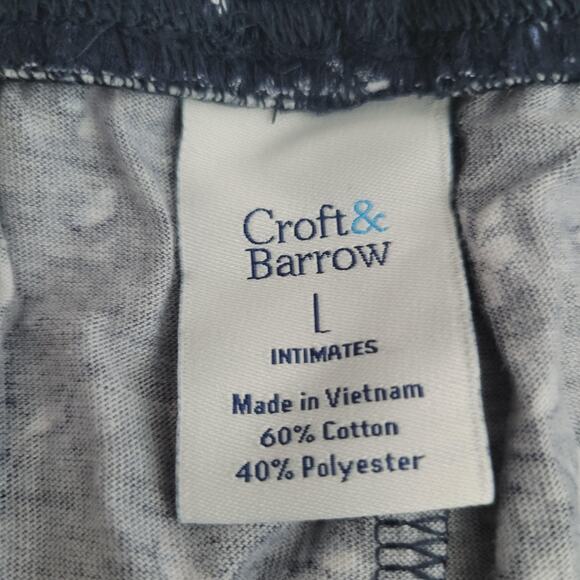 Croft&
Barrow
L
INTIMATES
Made in Vietnam
60% Cotton
40% Polyester